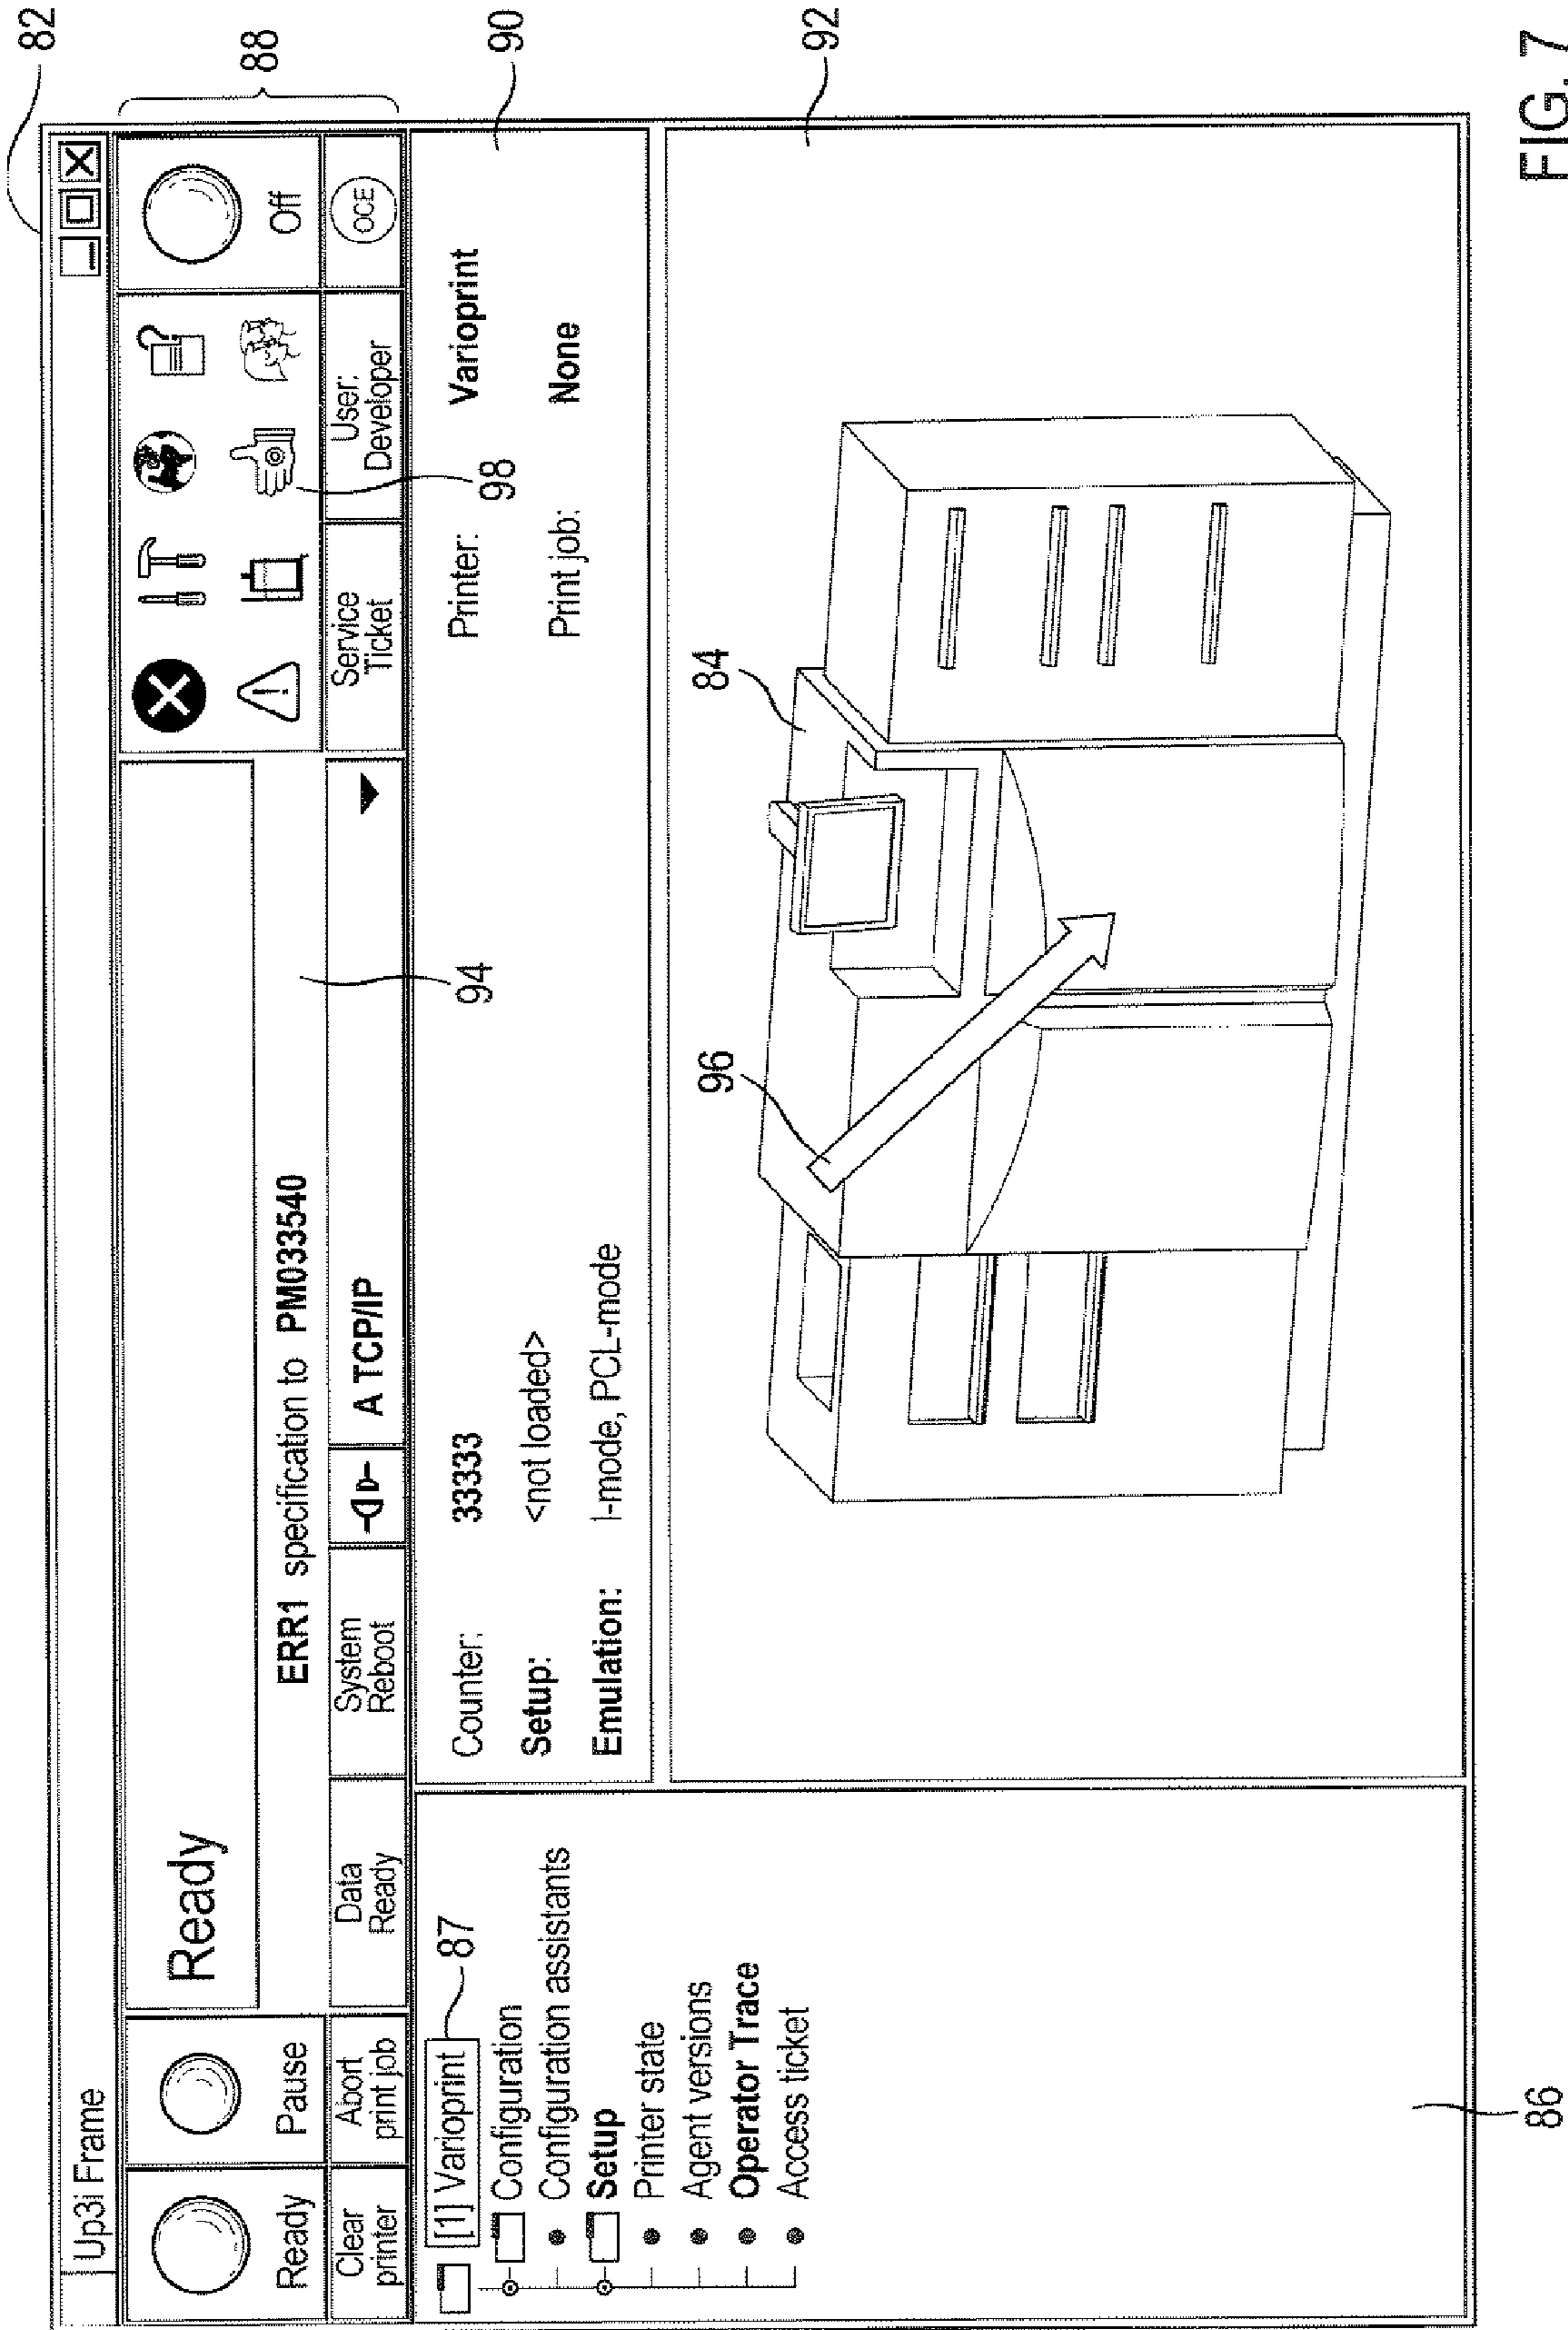 82
Up3i Frame
88
Ready
Pause
Ready
ERR1 specification to PM033540
Off
Clear printer
Abort print job
Data Ready
System Reboot
A TCP/IP
Service Ticket
User: Developer
OCE
[1] Varioprint
87
Configuration
Configuration assistants
Setup
Printer state
Agent versions
Operator Trace
Access ticket
86
Counter: 33333
Printer: Varioprint
90
98
94
Setup: <not loaded>
Print job: None
Emulation: I-mode, PCL-mode
92
84
96
FIG. 7